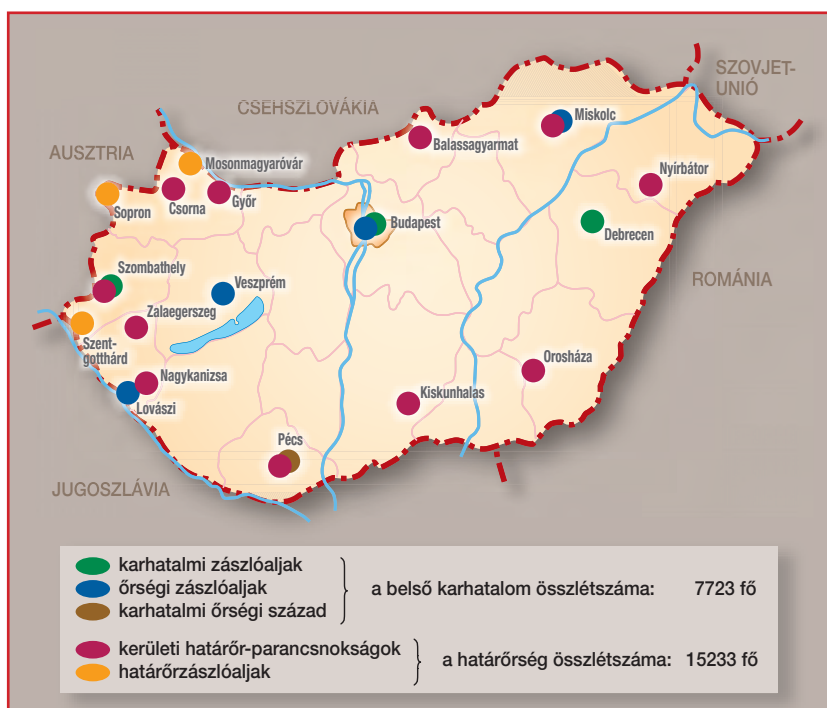 SZOVJET-
UNIÓ
CSEHSZLOVÁKIA
AUSZTRIA
Miskolc
Balassagyarmat
Mosonmagyaróvár
Nyírbátor
Sopron
Csorna
Győr
Budapest
Debrecen
Szombathely
Veszprém
ROMÁNIA
Zalaegerszeg
Szent-
gotthárd
Orosháza
Nagykanizsa
Kiskunhalas
Lovászi
Pécs
JUGOSZLÁVIA
karhatalmi zászlóaljak
őrségi zászlóaljak
karhatalmi őrségi század
a belső karhatalom összlétszáma: 7723 fő
kerületi határőr-parancsnokságok
határőrzászlóaljak
a határőrség összlétszáma: 15233 fő